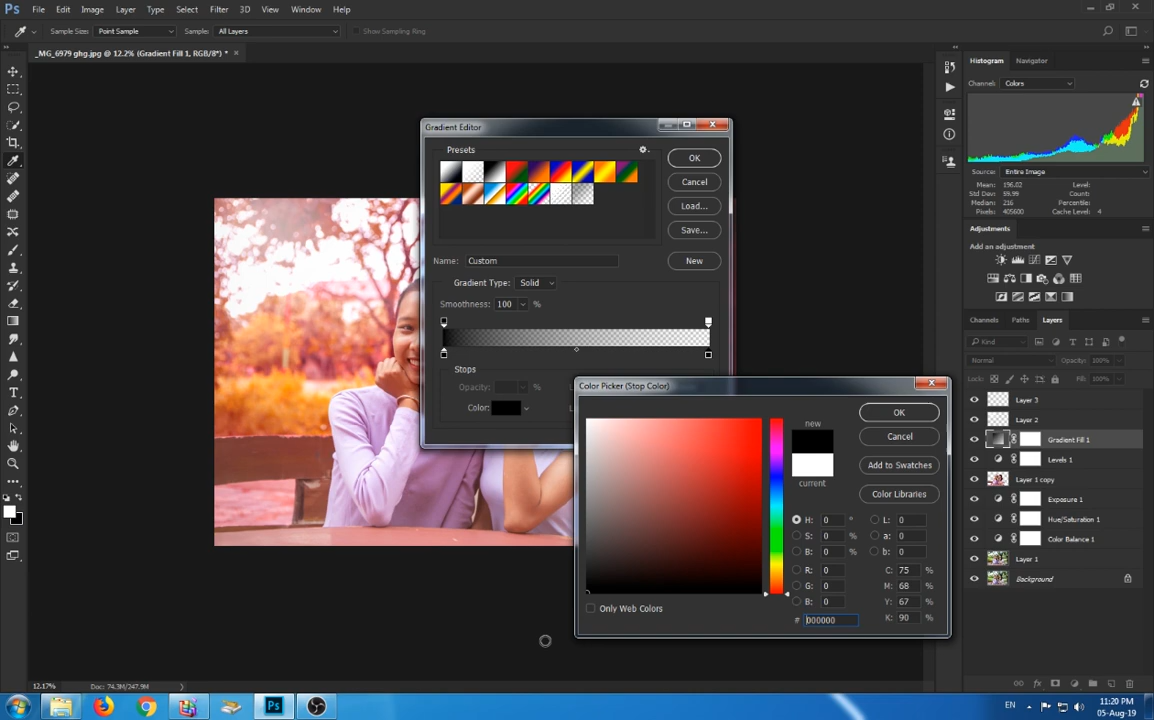 Ps File Edit Image Layer Type Select Filter 3D View Window Help
Sample Size: Point Sample Sample: All Layers Show Sampling Ring
_MG_6979 ghg.jpg @ 12.2% (Gradient Fill 1, RGB/8*) * ×
Gradient Editor
Presets
OK
Cancel
Load...
Save...
Name: Custom
New
Gradient Type: Solid
Smoothness: 100 %
Stops
Opacity: %
Color:
Color Picker (Stop Color)
new
current
OK
Cancel
Add to Swatches
Color Libraries
H: 0 °
S: 0 %
B: 0 %
R: 0
G: 0
B: 0
L: 0
a: 0
b: 0
C: 75 %
M: 68 %
Y: 67 %
K: 90 %
# 000000
Only Web Colors
Histogram Navigator
Channel: Colors
Source: Entire Image
Mean: 196.02 Level:
Std Dev: 59.99 Count:
Median: 216 Percentile:
Pixels: 405600 Cache Level: 4
Adjustments
Add an adjustment
Channels Paths Layers
Kind
Normal Opacity: 100%
Lock: Fill: 100%
Layer 3
Layer 2
Gradient Fill 1
Levels 1
Layer 1 copy
Exposure 1
Hue/Saturation 1
Color Balance 1
Layer 1
Background
12.17% Doc: 74.3M/247.9M
Ps
EN
11:20 PM
05-Aug-19